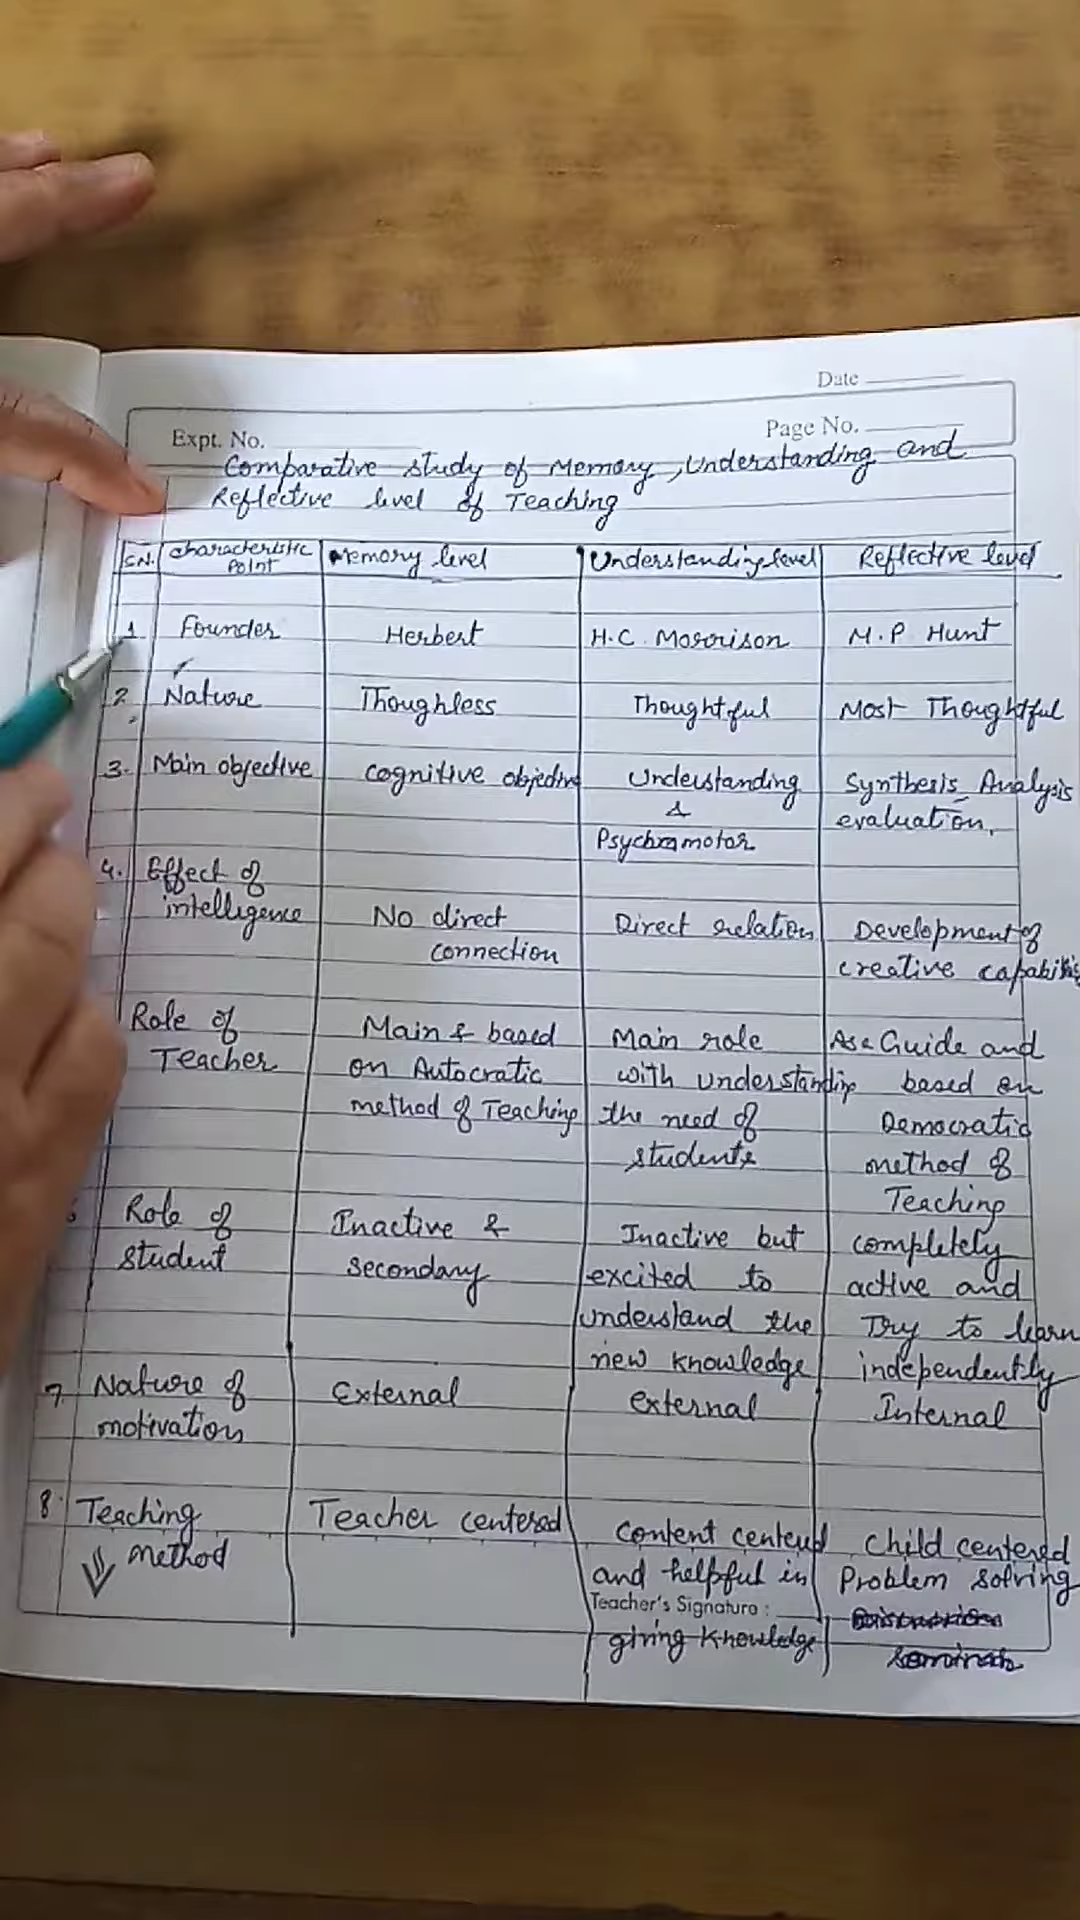 Date
Expt. No.
Page No.
Comparative study of Memory, Understanding and
Reflective level of Teaching
S.N. Characteristic Point Memory level Understanding level Reflective level
1 Founder Herbert H.C. Morrison M.P Hunt
2. Nature Thoughless Thoughtful Most Thoughtful
3. Main objective cognitive objective Understanding Synthesis Analysis
& evaluation.
Psychomotor
4. Effect of
intelligence No direct Direct relation Development of
connection creative capabilities
Role of Main & based Main role As a Guide and
Teacher on Autocratic with understanding based on
method of Teaching the need of Democratic
students method of
Teaching
Role of Inactive & Inactive but completely
student secondary excited to active and
understand the Try to learn
new knowledge independently
7. Nature of External external Internal
motivation
8. Teaching Teacher centered content centerd child centered
method and helpful in Problem solving
Teacher's Signature :
giving knowledge